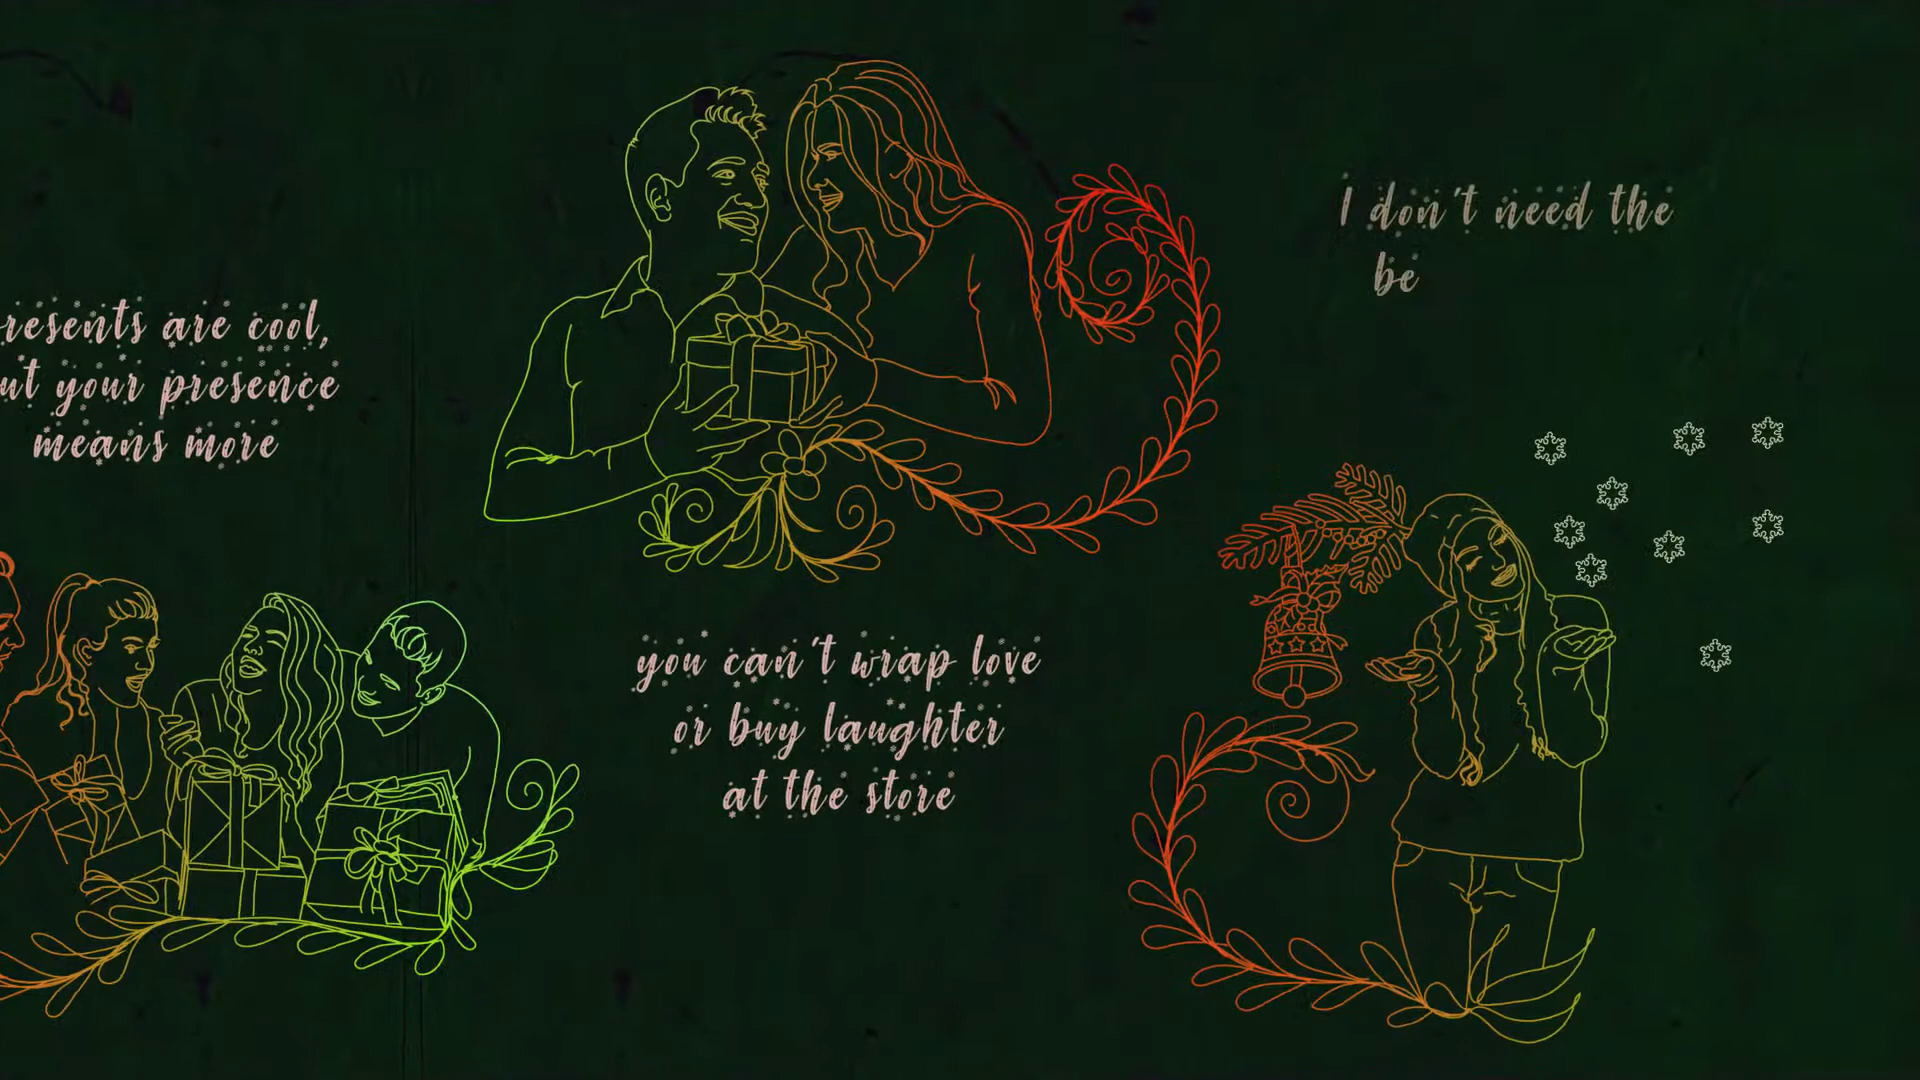 resents are cool,
ut your presence
means more
you can't wrap love
or buy laughter
at the store
I don't need the
be